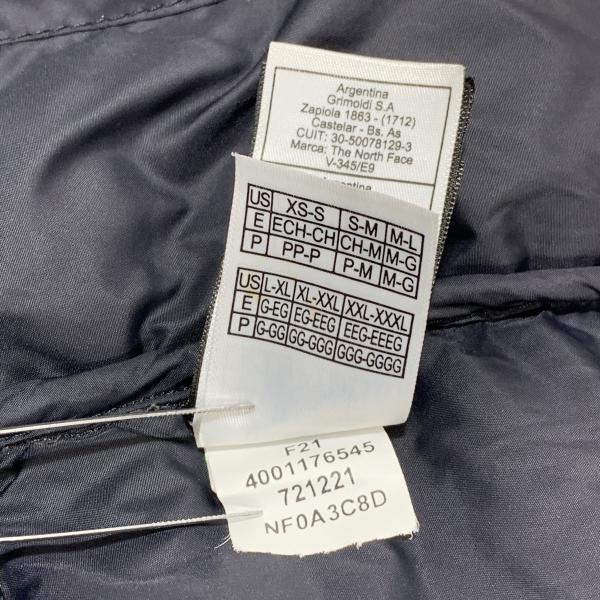 Argentina
Grimoldi S.A
Zapiola 1863 - (1712)
Castelar - Bs. As
CUIT: 30-50078129-3
Marca: The North Face
V-345/E9
Argentina
US XS-S S-M M-L
E ECH-CH CH-M M-G
P PP-P P-M M-G
US L-XL XL-XXL XXL-XXXL
E G-EG EG-EEG EEG-EEEG
P G-GG GG-GGG GGG-GGGG
F21
4001176545
721221
NF0A3C8D